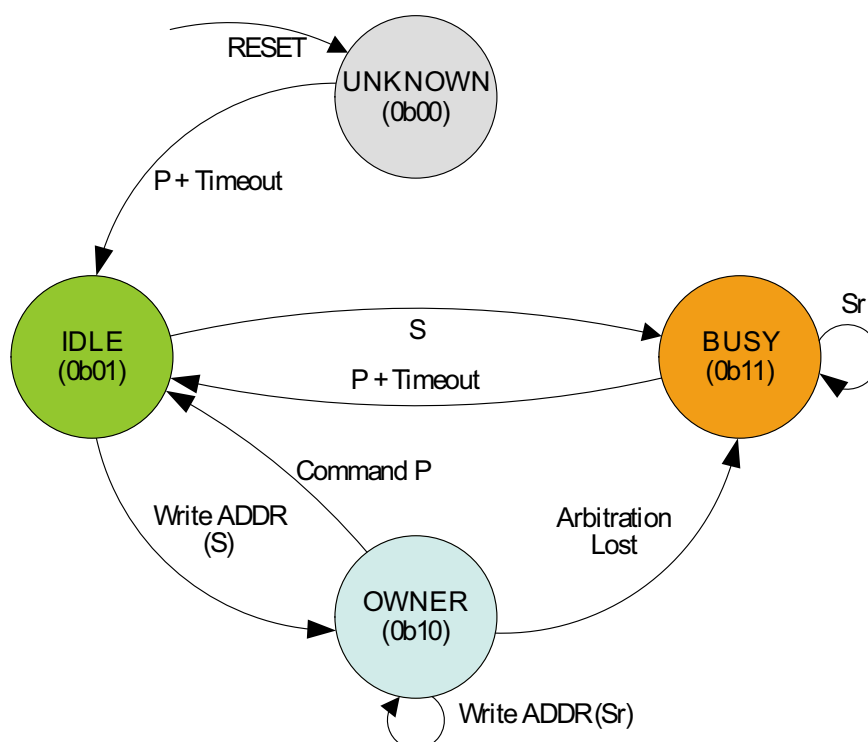 RESET
UNKNOWN
(0b00)
P + Timeout
IDLE
(0b01)
S
BUSY
(0b11)
Sr
P + Timeout
Command P
Write ADDR
(S)
Arbitration
Lost
OWNER
(0b10)
Write ADDR(Sr)